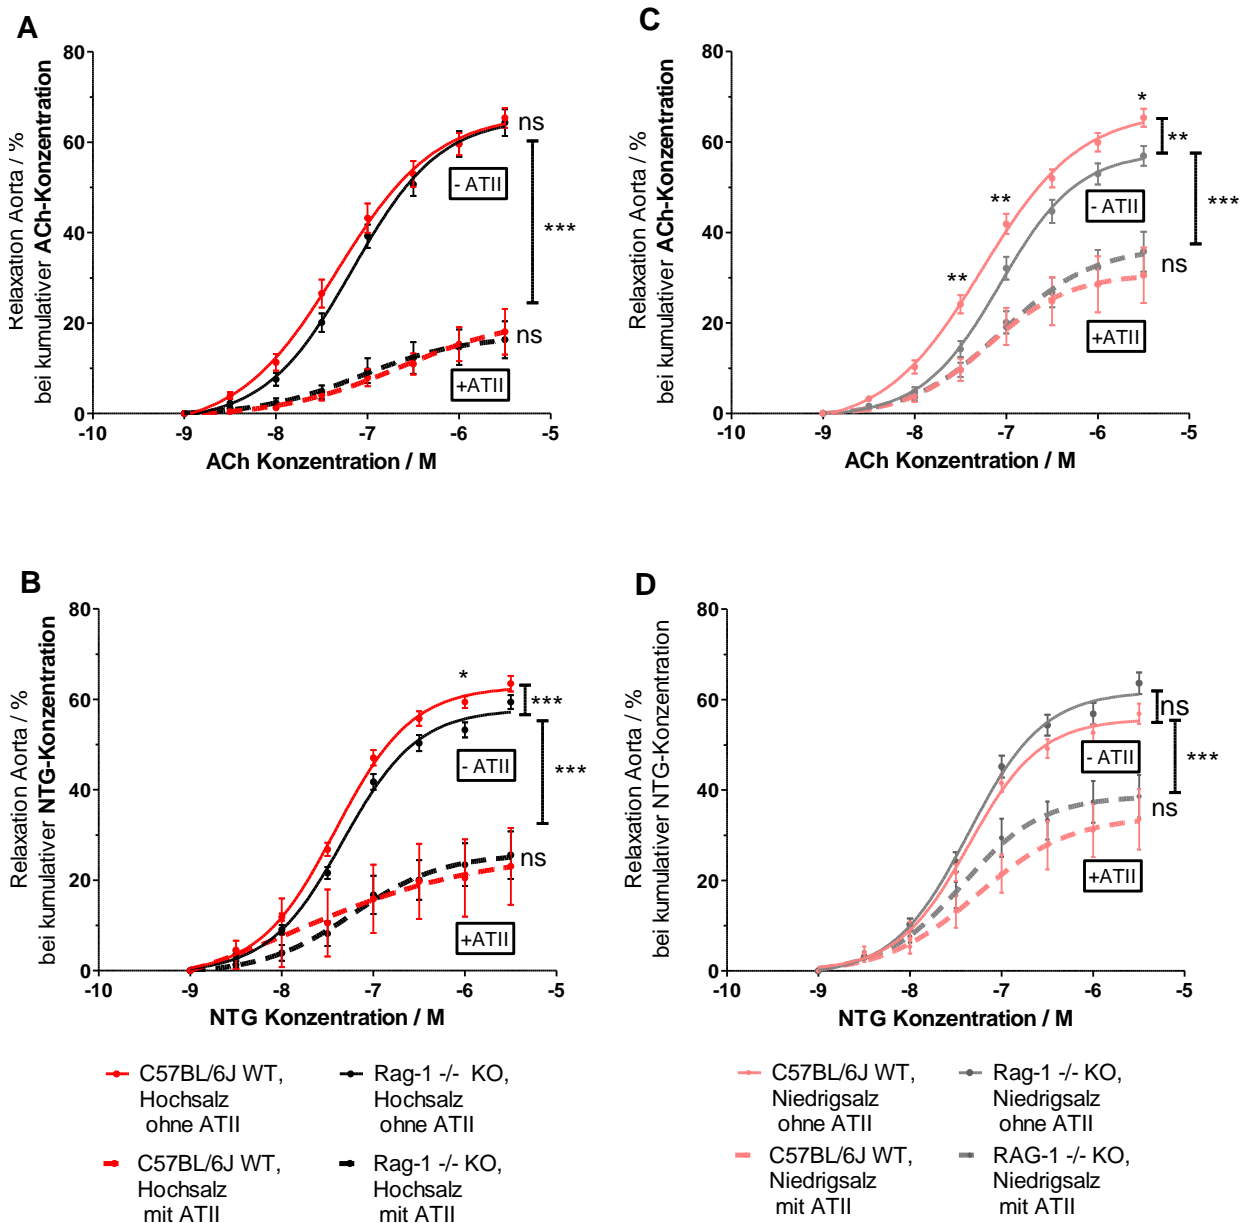 A
Relaxation Aorta / %
bei kumulativer ACh-Konzentration
80
60
40
20
0
-10
-9
-8
-7
-6
-5
ACh Konzentration / M
ns
- ATII
***
ns
+ATII
C
Relaxation Aorta / %
bei kumulativer ACh-Konzentration
80
60
40
20
0
-10
-9
-8
-7
-6
-5
ACh Konzentration / M
**
**
*
**
- ATII
***
ns
+ATII
B
Relaxation Aorta / %
bei kumulativer NTG-Konzentration
80
60
40
20
0
-10
-9
-8
-7
-6
-5
NTG Konzentration / M
*
***
- ATII
***
ns
+ATII
D
Relaxation Aorta / %
bei kumulativer NTG-Konzentration
80
60
40
20
0
-10
-9
-8
-7
-6
-5
NTG Konzentration / M
ns
- ATII
***
ns
+ATII
C57BL/6J WT,
Hochsalz
ohne ATII
Rag-1 -/- KO,
Hochsalz
ohne ATII
C57BL/6J WT,
Hochsalz
mit ATII
Rag-1 -/- KO,
Hochsalz
mit ATII
C57BL/6J WT,
Niedrigsalz
ohne ATII
Rag-1 -/- KO,
Niedrigsalz
ohne ATII
C57BL/6J WT,
Niedrigsalz
mit ATII
RAG-1 -/- KO,
Niedrigsalz
mit ATII